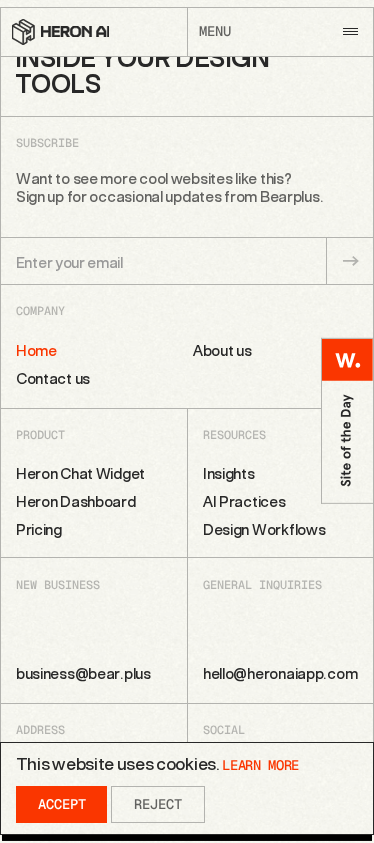 HERON AI
MENU
INSIDE YOUR DESIGN
TOOLS
SUBSCRIBE
Want to see more cool websites like this?
Sign up for occasional updates from Bearplus.
Enter your email
COMPANY
Home
About us
Contact us
W.
Site of the Day
PRODUCT
Heron Chat Widget
Heron Dashboard
Pricing
RESOURCES
Insights
AI Practices
Design Workflows
NEW BUSINESS
business@bear.plus
GENERAL INQUIRIES
hello@heronaiapp.com
ADDRESS
SOCIAL
This website uses cookies. LEARN MORE
ACCEPT
REJECT